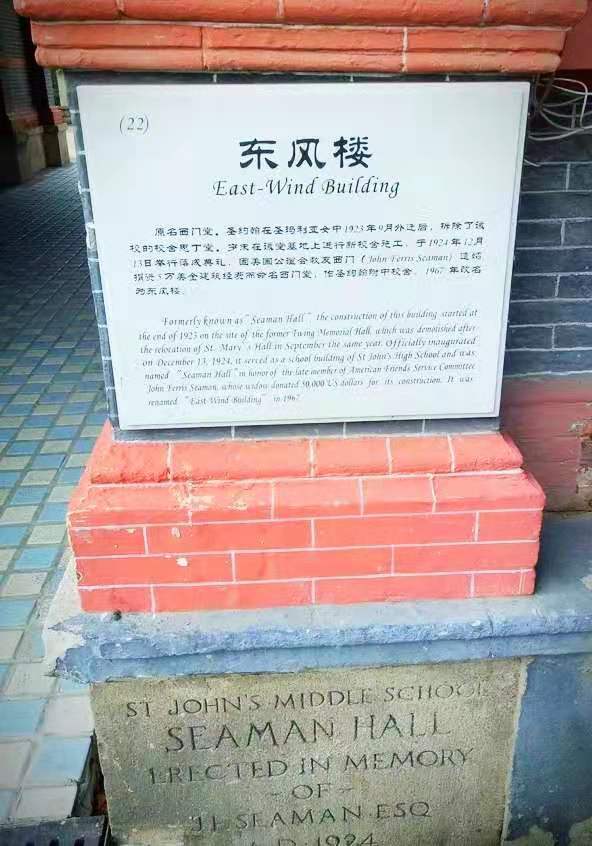 (22)
东风楼
East-Wind Building
原名西门堂。圣约翰在圣玛利亚女中1923年9月外迁后,拆除了该
校的校舍思丁堂。岁末在该堂基地上进行新校舍施工,于1924年12月
13日举行落成典礼。因美国公谊会教友西门(John Ferris Seaman)遗孀
捐资5万美金建筑经费而命名西门堂,作圣约翰附中校舍。1967年改名
为东风楼。
Formerly known as "Seaman Hall" the construction of this building started at
the end of 1923 on the site of the former Twing Memorial Hall, which was demolished after
the relocation of St. Mary's Hall in September the same year. Officially inaugurated
on December 13, 1924, it served as a school building of St John's High School and was
named "Seaman Hall" in honor of the late member of American Friends Service Committee
John Ferris Seaman, whose widow donated 50,000 US dollars for its construction. It was
renamed "East-Wind Building" in 1967.
ST JOHN'S MIDDLE SCHOOL
SEAMAN HALL
ERECTED IN MEMORY
-OF-
SEAMAN ESQ
A.D. 1924